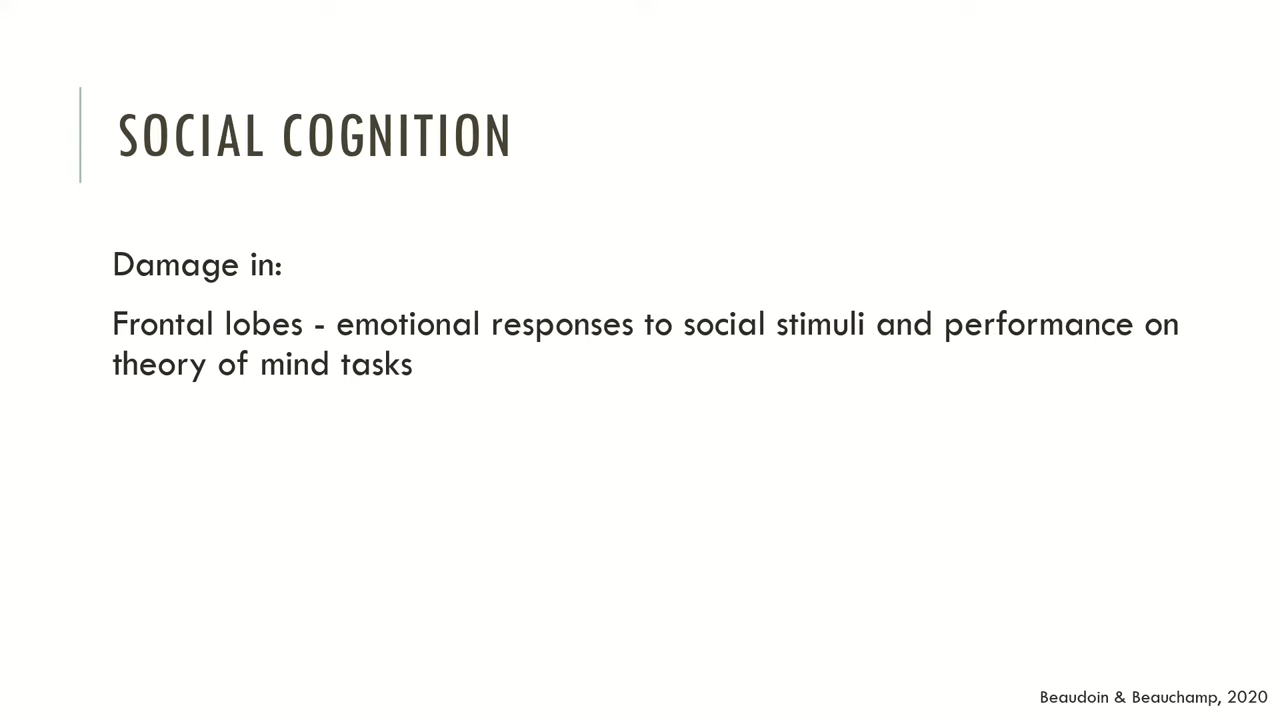 SOCIAL COGNITION
Damage in:
Frontal lobes - emotional responses to social stimuli and performance on
theory of mind tasks
Beaudoin & Beauchamp, 2020